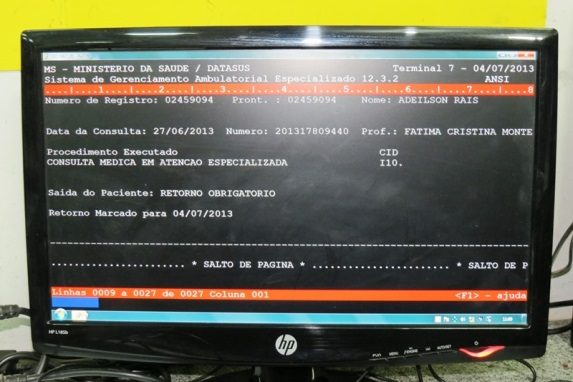 MS - MINISTERIO DA SAUDE / DATASUS Terminal 7 - 04/07/2013
Sistema de Gerenciamento Ambulatorial Especializado 12.3.2 ANSI
....|....1....|....2....|....3....|....4....|....5....|....6....|....7....|....8
Numero de Registro: 02459094 Pront. : 02459094 Nome: ADEILSON RAIS
Data da Consulta: 27/06/2013 Numero: 201317809440 Prof.: FATIMA CRISTINA MONTE
Procedimento Executado CID
CONSULTA MEDICA EM ATENCAO ESPECIALIZADA I10.
Saida do Paciente: RETORNO OBRIGATORIO
Retorno Marcado para 04/07/2013
* SALTO DE PAGINA * * SALTO DE P
Linhas 0009 a 0027 de 0027 Coluna 001 <F1> - ajuda
hp